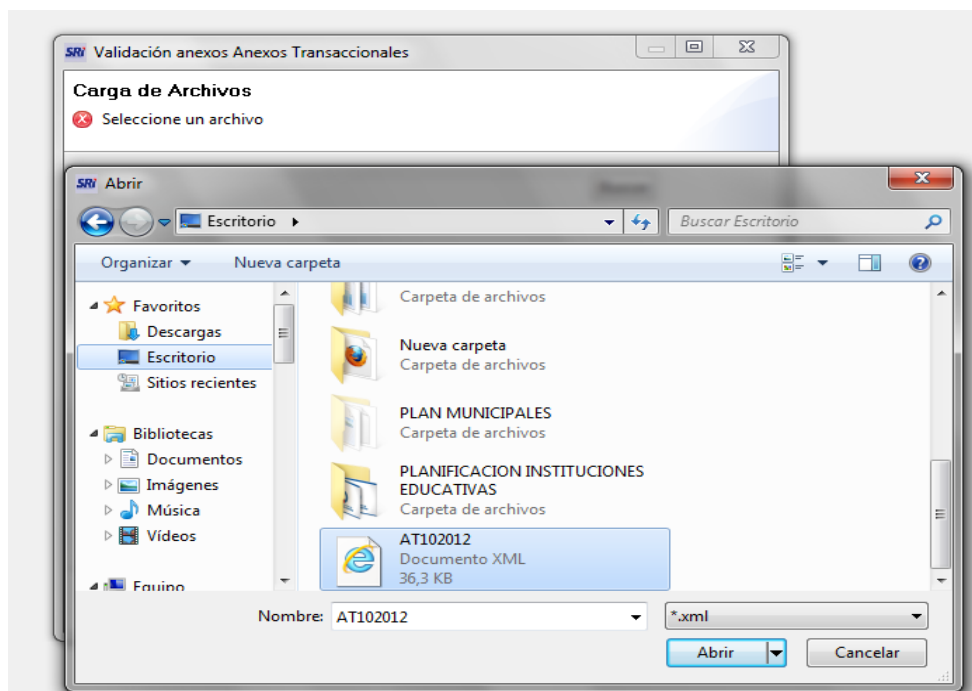 SRi Validación anexos Anexos Transaccionales
Carga de Archivos
Seleccione un archivo
SRi Abrir
Escritorio
Buscar Escritorio
Organizar
Nueva carpeta
Favoritos
Descargas
Escritorio
Sitios recientes
Bibliotecas
Documentos
Imágenes
Música
Vídeos
Equipo
Carpeta de archivos
Nueva carpeta
Carpeta de archivos
PLAN MUNICIPALES
Carpeta de archivos
PLANIFICACION INSTITUCIONES
EDUCATIVAS
Carpeta de archivos
AT102012
Documento XML
36,3 KB
Nombre: AT102012
*.xml
Abrir
Cancelar